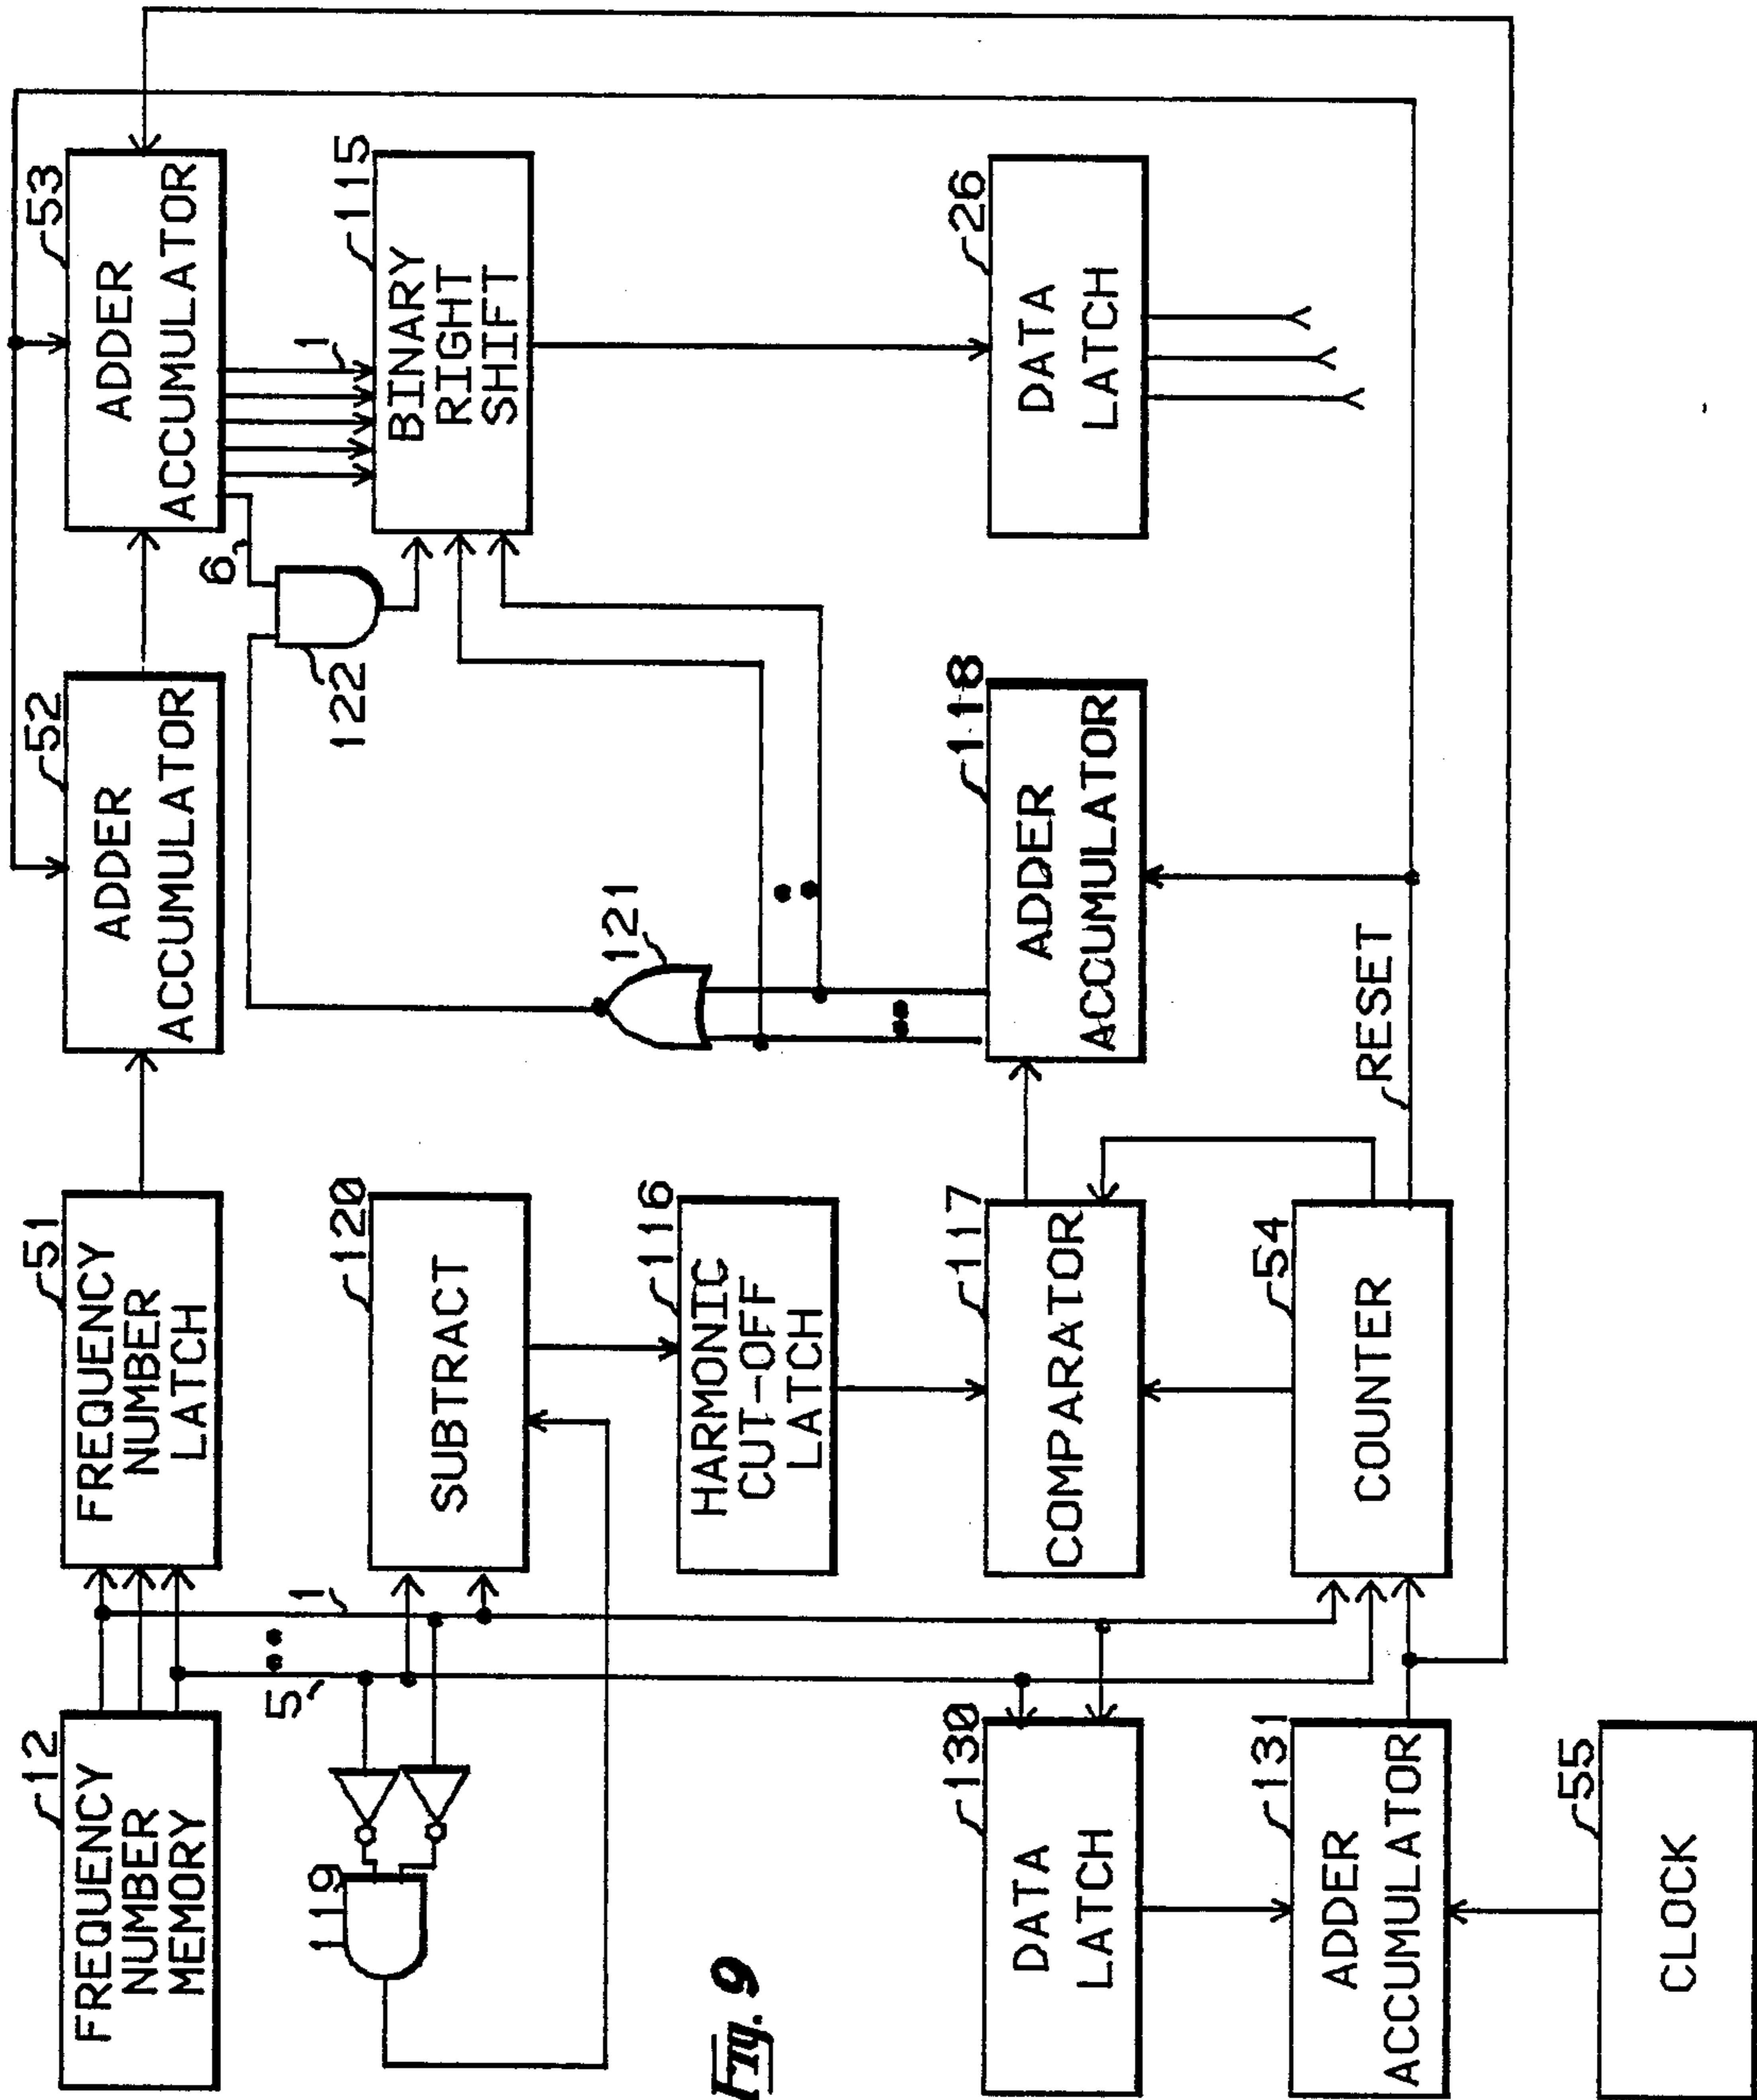 12
FREQUENCY
NUMBER
MEMORY
51
FREQUENCY
NUMBER
LATCH
52
ADDER
ACCUMULATOR
53
ADDER
ACCUMULATOR
5
1
6
1
119
120
SUBTRACT
122
115
BINARY
RIGHT
SHIFT
116
HARMONIC
CUT-OFF
LATCH
121
130
DATA
LATCH
117
COMPARATOR
118
ADDER
ACCUMULATOR
26
DATA
LATCH
131
ADDER
ACCUMULATOR
54
COUNTER
RESET
55
CLOCK
Fig. 9